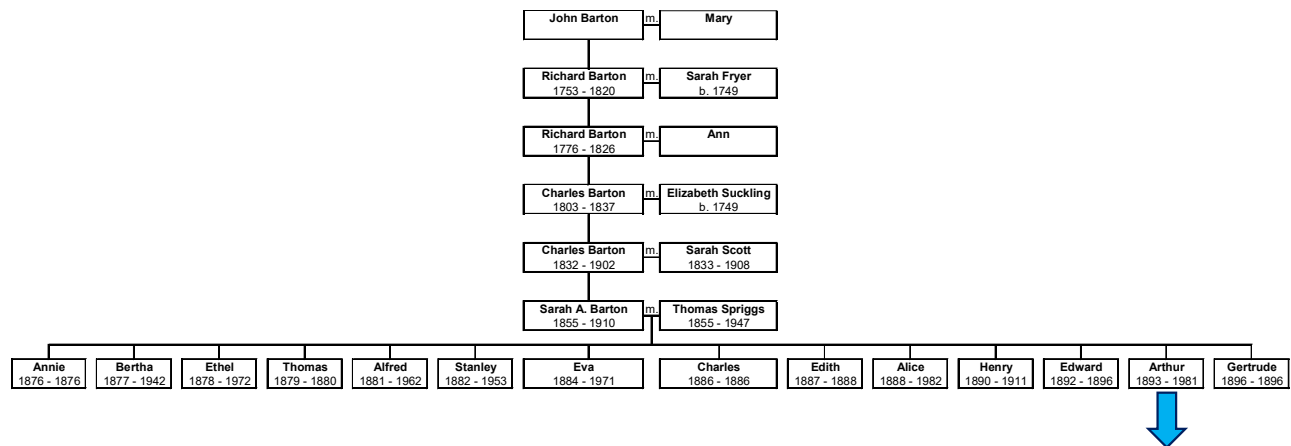 John Barton m. Mary
Richard Barton m. Sarah Fryer
1753 - 1820 b. 1749
Richard Barton m. Ann
1776 - 1826
Charles Barton m. Elizabeth Suckling
1803 - 1837 b. 1749
Charles Barton m. Sarah Scott
1832 - 1902 1833 - 1908
Sarah A. Barton m. Thomas Spriggs
1855 - 1910 1855 - 1947
Annie Bertha Ethel Thomas Alfred Stanley Eva Charles Edith Alice Henry Edward Arthur Gertrude
1876 - 1876 1877 - 1942 1878 - 1972 1879 - 1880 1881 - 1962 1882 - 1953 1884 - 1971 1886 - 1886 1887 - 1888 1888 - 1982 1890 - 1911 1892 - 1896 1893 - 1981 1896 - 1896